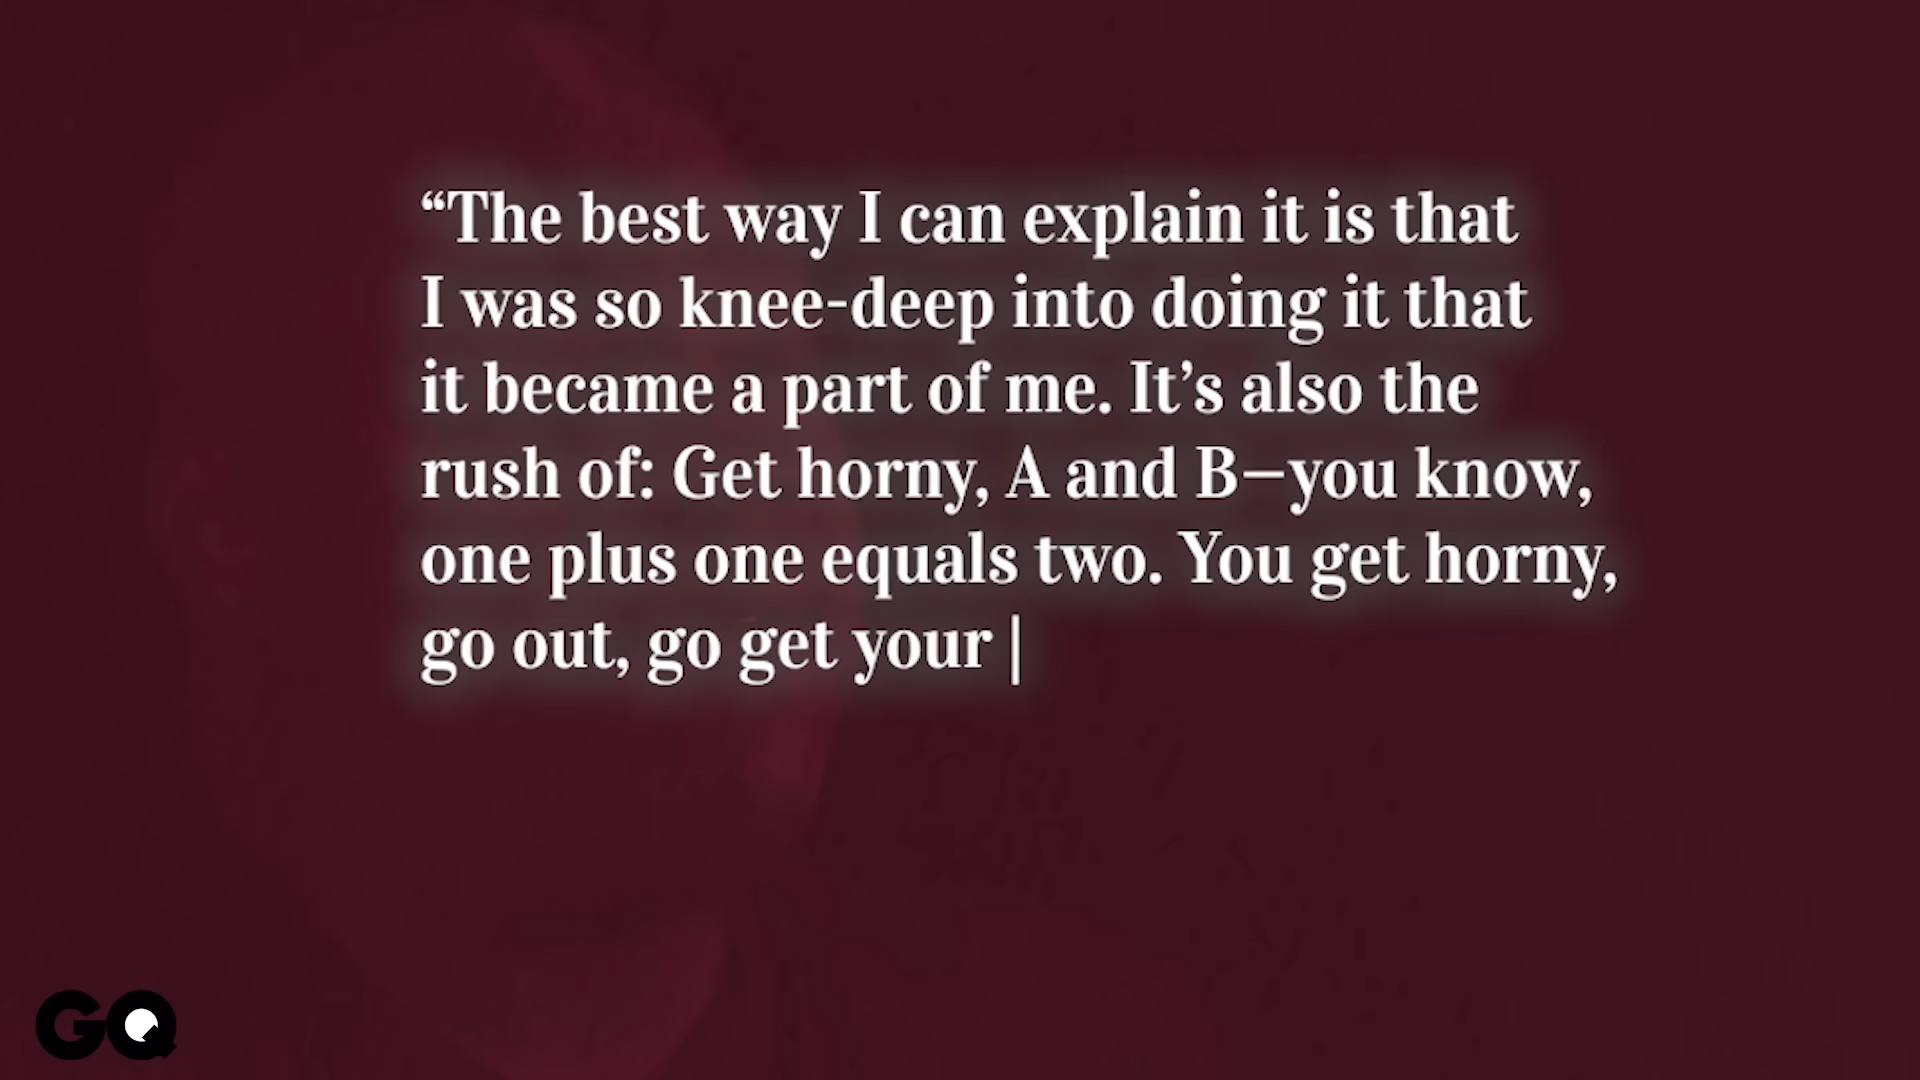 “The best way I can explain it is that
I was so knee-deep into doing it that
it became a part of me. It’s also the
rush of: Get horny, A and B—you know,
one plus one equals two. You get horny,
go out, go get your |
GQ